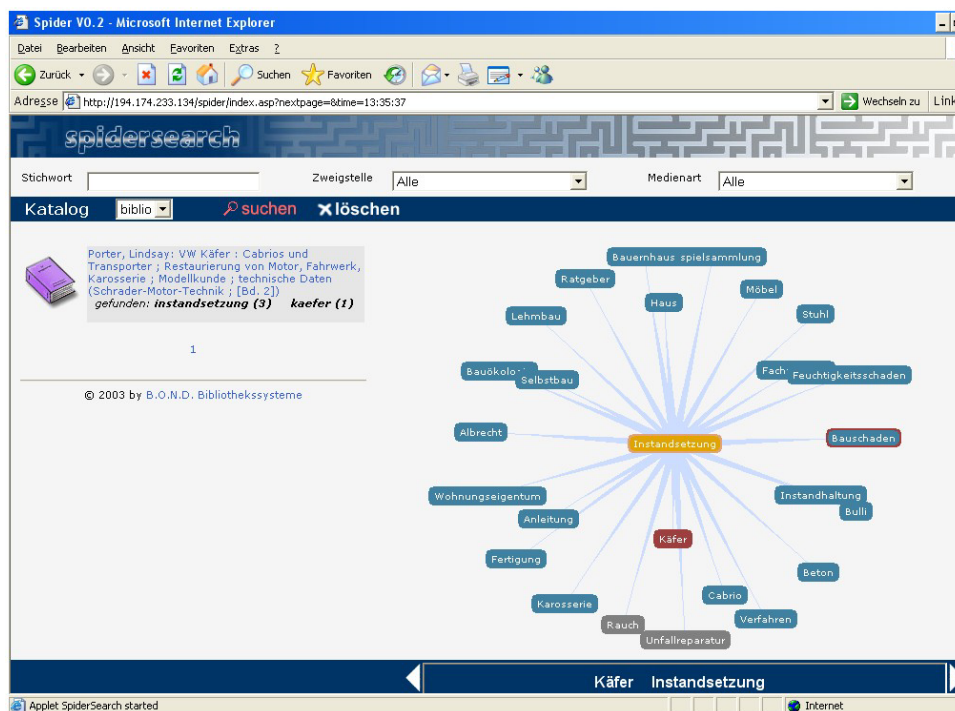 Spider V0.2 - Microsoft Internet Explorer
Datei Bearbeiten Ansicht Favoriten Extras ?
Zurück Suchen Favoriten
Adresse http://194.174.233.134/spider/index.asp?nextpage=&time=13:35:37 Wechseln zu Link
spidersearch
Stichwort Zweigstelle Alle Medienart Alle
Katalog biblio suchen löschen
Porter, Lindsay: VW Käfer : Cabrios und
Transporter ; Restaurierung von Motor, Fahrwerk,
Karosserie ; Modellkunde ; technische Daten
(Schrader-Motor-Technik ; [Bd. 2])
gefunden: instandsetzung (3) kaefer (1)
1
© 2003 by B.O.N.D. Bibliothekssysteme
Bauernhaus spielsammlung
Ratgeber
Haus
Möbel
Lehmbau
Stuhl
Bauökolo
Selbstbau
Fach
Feuchtigkeitsschaden
Albrecht
Instandsetzung
Bauschaden
Wohnungseigentum
Instandhaltung
Anleitung
Bulli
Käfer
Fertigung
Beton
Karosserie
Cabrio
Rauch
Verfahren
Unfallreparatur
Käfer Instandsetzung
Applet SpiderSearch started Internet